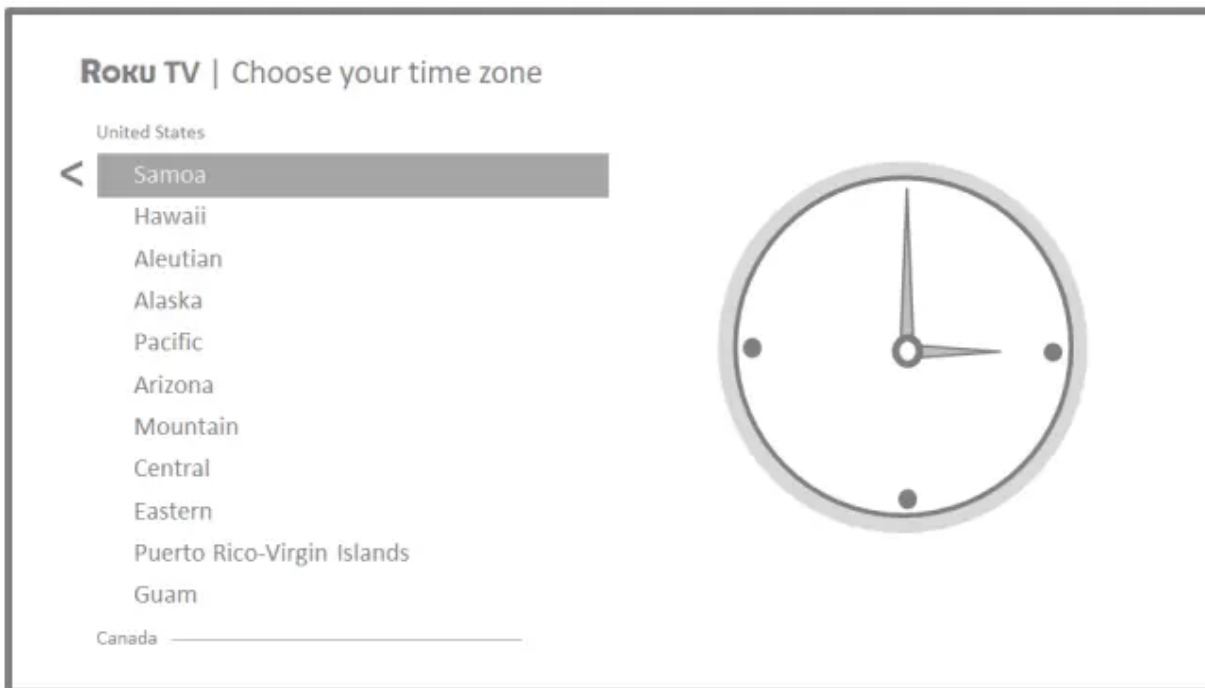 ROKU TV | Choose your time zone
United States
<
Samoa
Hawaii
Aleutian
Alaska
Pacific
Arizona
Mountain
Central
Eastern
Puerto Rico-Virgin Islands
Guam
Canada